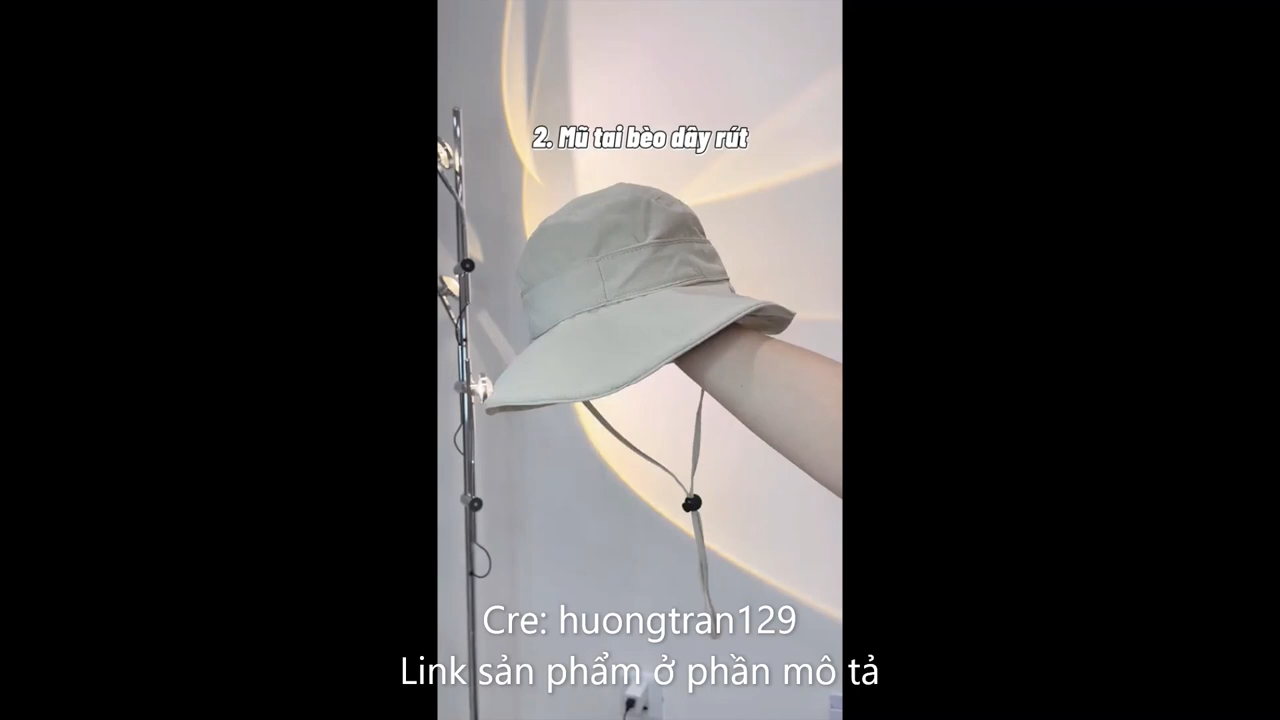 2. Mũ tai bèo dây rút
Cre: huongtran129
Link sản phẩm ở phần mô tả